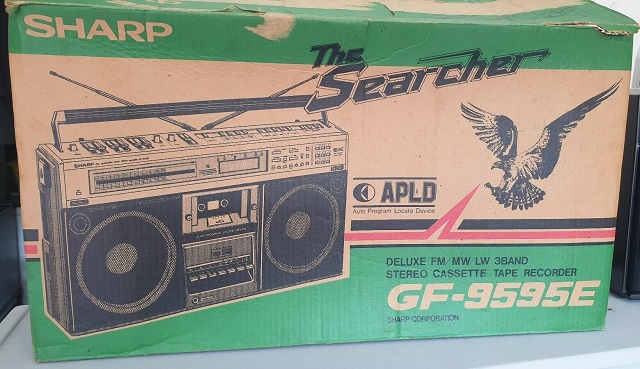 SHARP
The
Searcher
SHARP
APLD
Auto Program Locate Device
DELUXE FM/MW/LW 3BAND
STEREO CASSETTE TAPE RECORDER
GF-9595E
SHARP CORPORATION